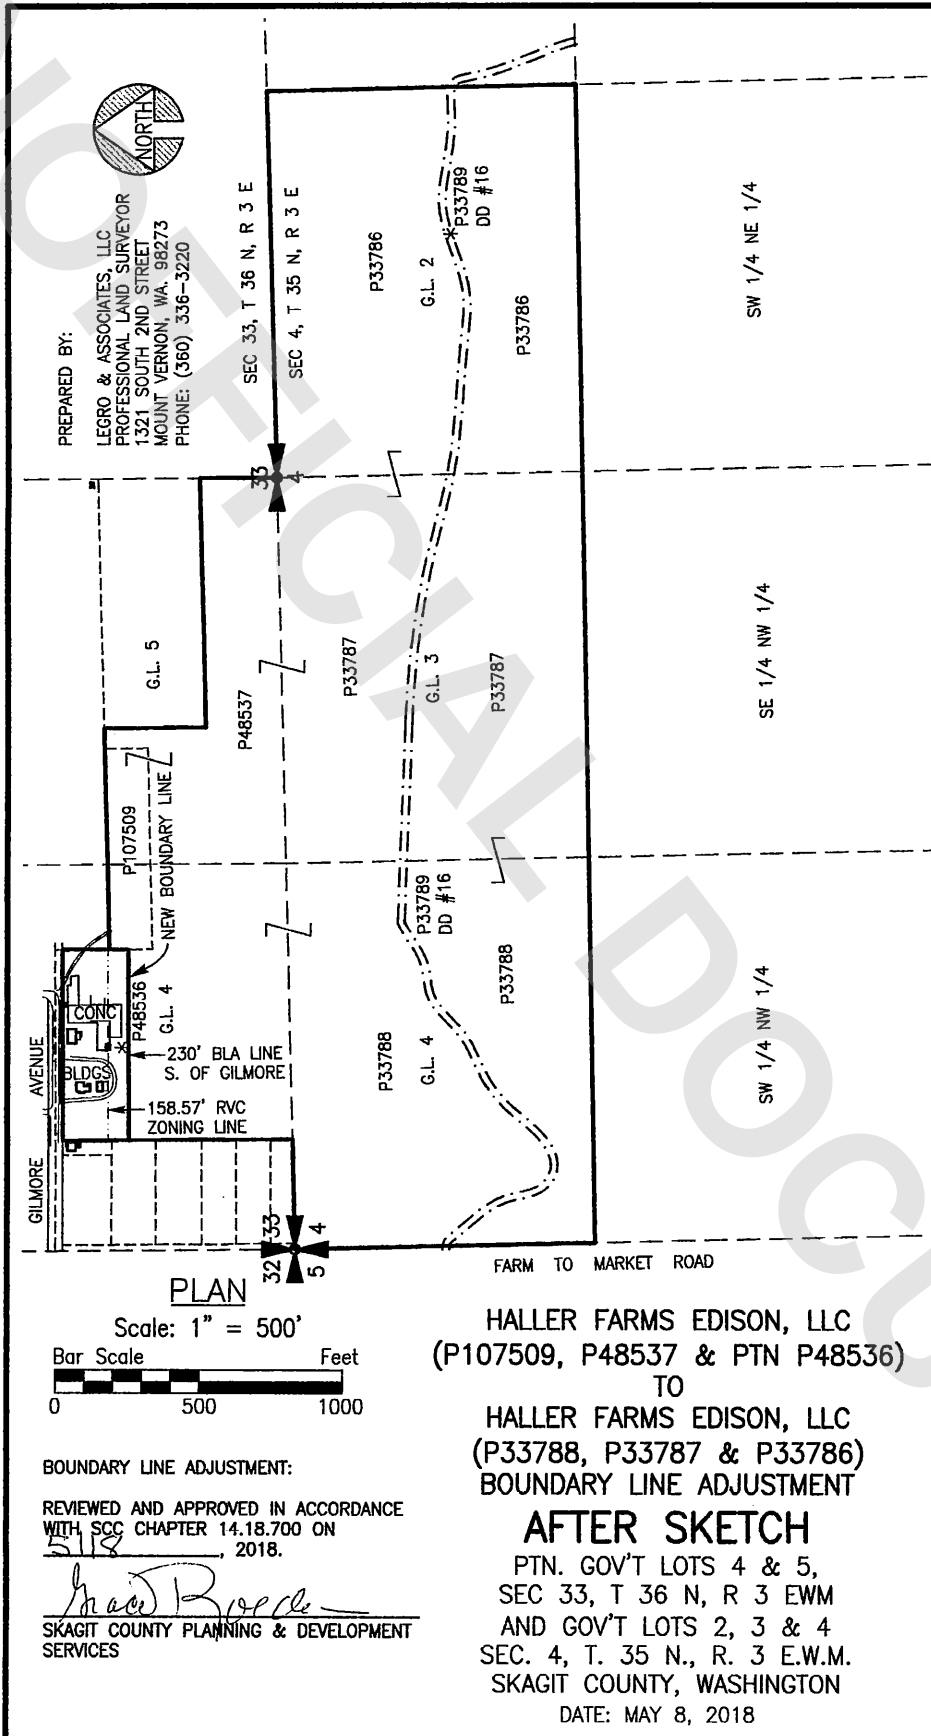 NORTH
PREPARED BY:
LEGRO & ASSOCIATES, LLC
PROFESSIONAL LAND SURVEYOR
1321 SOUTH 2ND STREET
MOUNT VERNON, WA. 98273
PHONE: (360) 336-3220
SEC 33, T 36 N, R 3 E
SEC 4, T 35 N, R 3 E
P33786
G.L. 2
P33789
DD #16
P33786
SW 1/4 NE 1/4
33
4
G.L. 5
P48537
P33787
G.L. 3
P33787
SE 1/4 NW 1/4
P107509
NEW BOUNDARY LINE
P48536
G.L. 4
CONC
BLDGS
230' BLA LINE
S. OF GILMORE
158.57' RVC
ZONING LINE
GILMORE AVENUE
P33789
DD #16
P33788
P33788
G.L. 4
SW 1/4 NW 1/4
32
33
5
4
FARM TO MARKET ROAD
PLAN
Scale: 1" = 500'
Bar Scale Feet
0 500 1000
BOUNDARY LINE ADJUSTMENT:
REVIEWED AND APPROVED IN ACCORDANCE
WITH SCC CHAPTER 14.18.700 ON
5/18, 2018.
SKAGIT COUNTY PLANNING & DEVELOPMENT
SERVICES
HALLER FARMS EDISON, LLC
(P107509, P48537 & PTN P48536)
TO
HALLER FARMS EDISON, LLC
(P33788, P33787 & P33786)
BOUNDARY LINE ADJUSTMENT
AFTER SKETCH
PTN. GOV'T LOTS 4 & 5,
SEC 33, T 36 N, R 3 EWM
AND GOV'T LOTS 2, 3 & 4
SEC. 4, T. 35 N., R. 3 E.W.M.
SKAGIT COUNTY, WASHINGTON
DATE: MAY 8, 2018
OFFICIAL DOCU